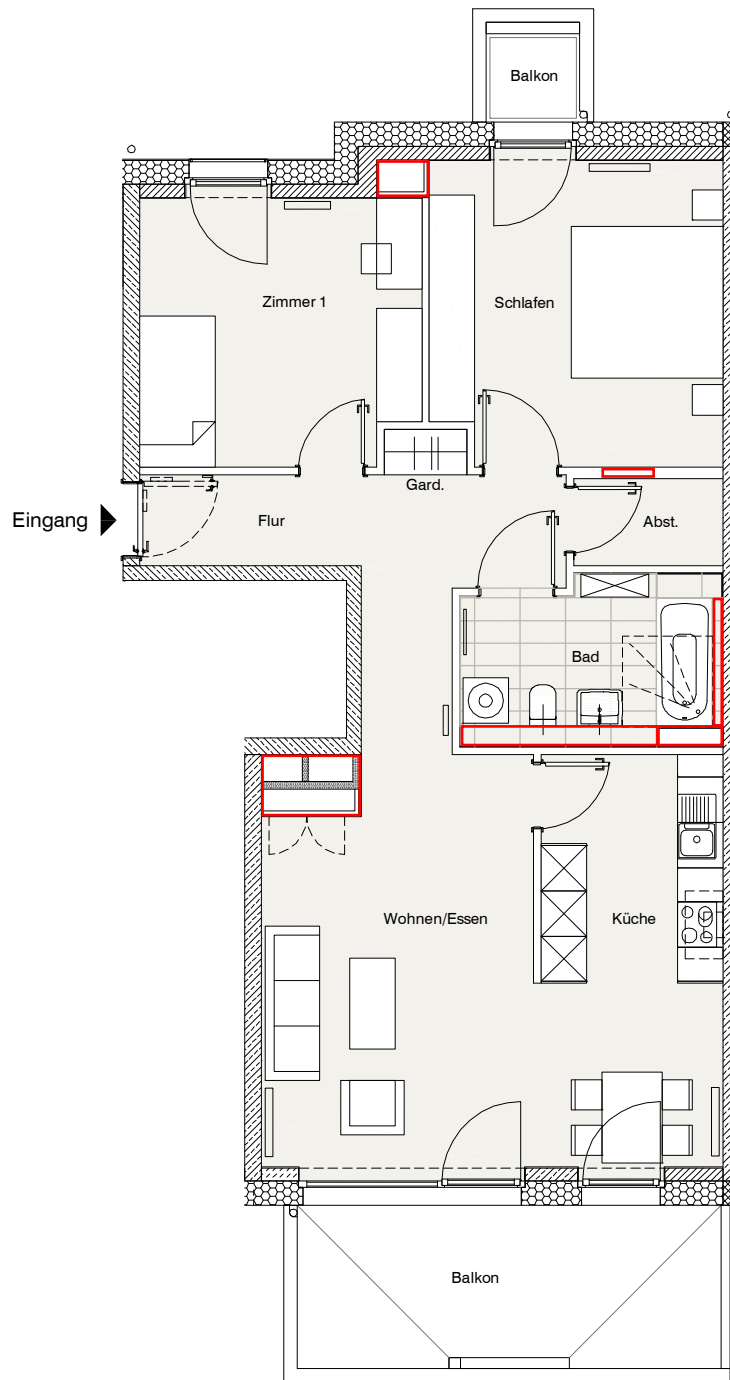 Balkon
Zimmer 1
Schlafen
Gard.
Eingang
Flur
Abst.
Bad
Wohnen/Essen
Küche
Balkon